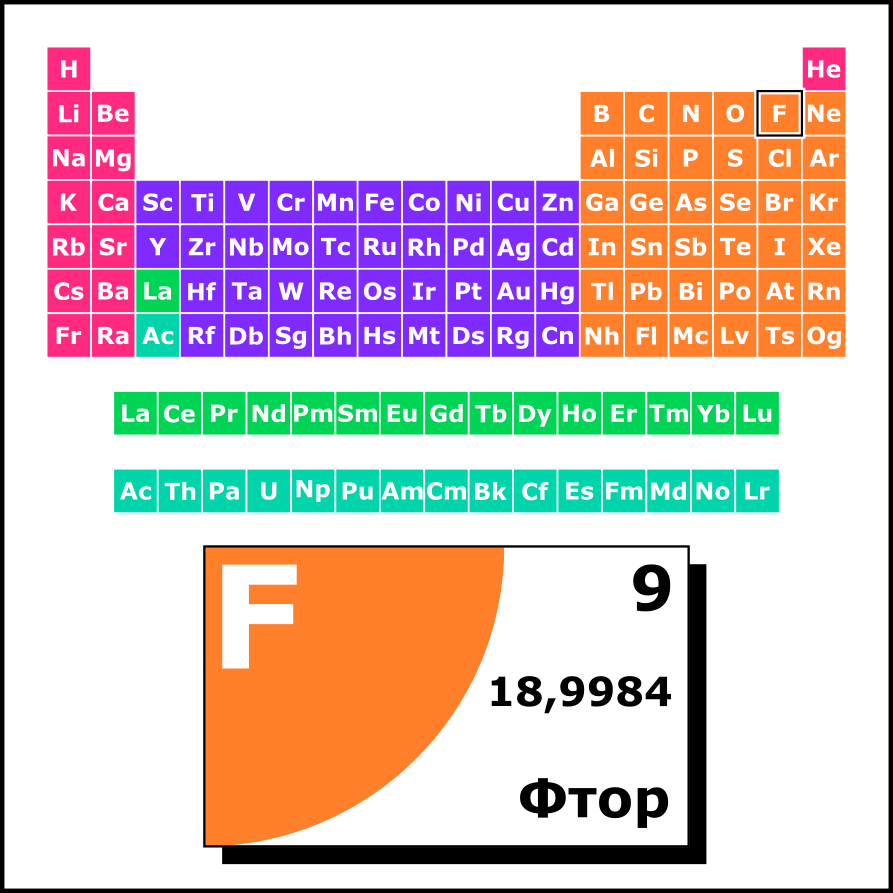 H He
Li Be B C N O F Ne
Na Mg Al Si P S Cl Ar
K Ca Sc Ti V Cr Mn Fe Co Ni Cu Zn Ga Ge As Se Br Kr
Rb Sr Y Zr Nb Mo Tc Ru Rh Pd Ag Cd In Sn Sb Te I Xe
Cs Ba La Hf Ta W Re Os Ir Pt Au Hg Tl Pb Bi Po At Rn
Fr Ra Ac Rf Db Sg Bh Hs Mt Ds Rg Cn Nh Fl Mc Lv Ts Og
La Ce Pr Nd Pm Sm Eu Gd Tb Dy Ho Er Tm Yb Lu
Ac Th Pa U Np Pu Am Cm Bk Cf Es Fm Md No Lr
F 9
18,9984
Фтор